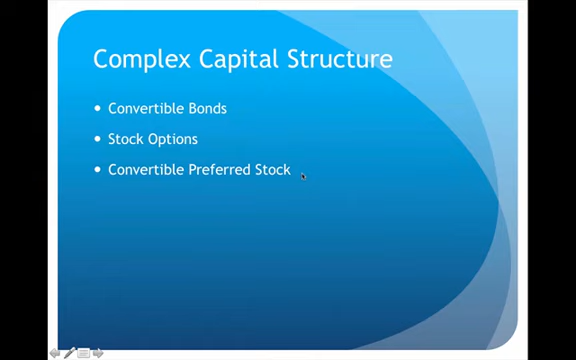 Complex Capital Structure
• Convertible Bonds
• Stock Options
• Convertible Preferred Stock